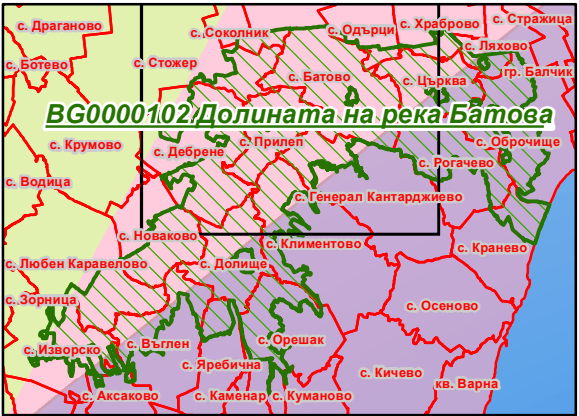 с. Драганово
с. Стражица
с. Храброво
с. Соколник
с. Одърци
с. Ляхово
с. Ботево
с. Стожер
гр. Балчик
с. Батово
с. Църква
BG0000102 Долината на река Батова
с. Крумово
с. Прилеп
с. Оброчище
с. Дебрене
с. Рогачево
с. Водица
с. Генерал Кантарджиево
с. Новаково
с. Климентово
с. Кранево
с. Любен Каравелово
с. Долище
с. Зорница
с. Осеново
с. Изворско
с. Въглен
с. Орешак
с. Яребична
с. Кичево
кв. Варна
с. Аксаково
с. Каменар
с. Куманово